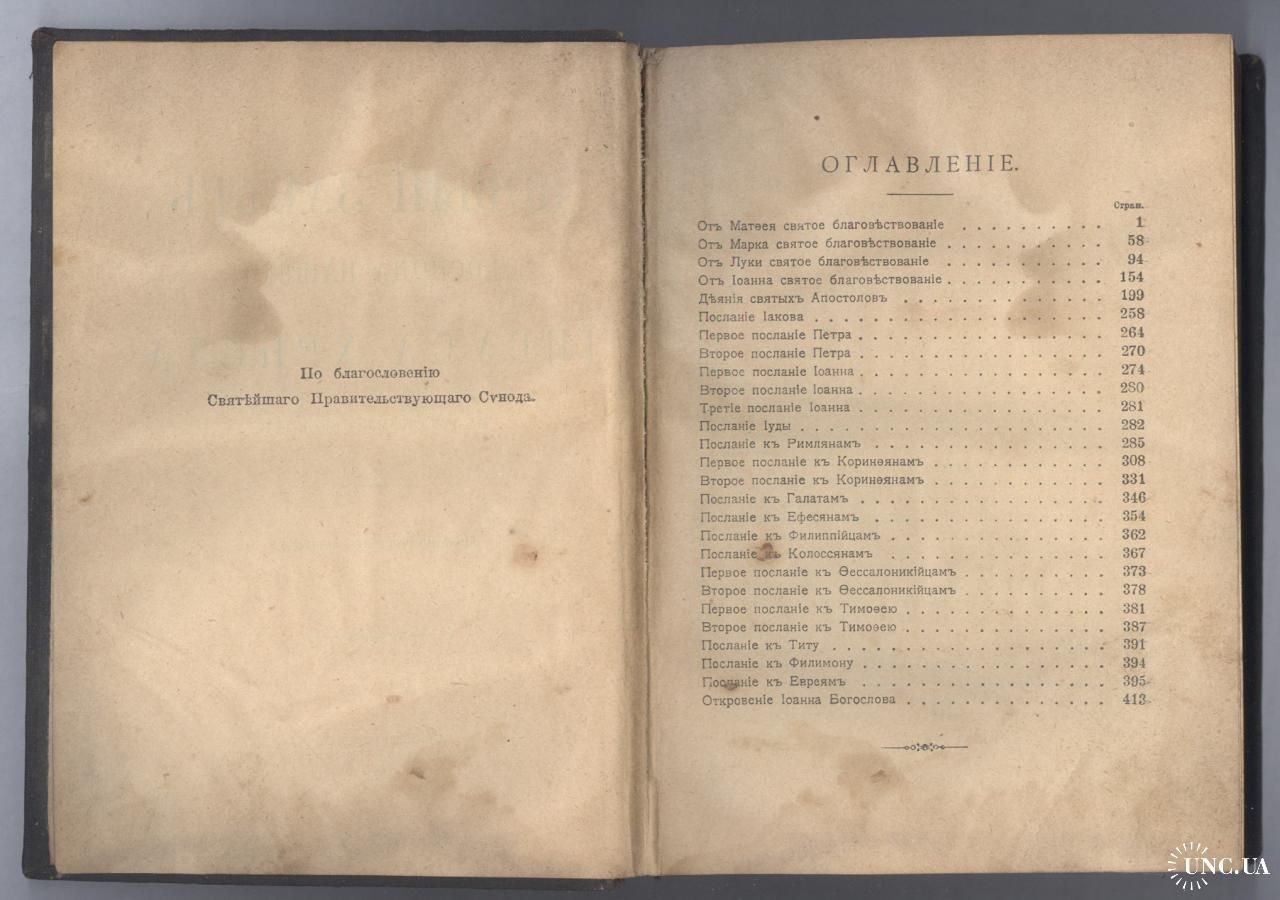 По благословенію
Святѣйшаго Правительствующаго Сѵнода.
ОГЛАВЛЕНІЕ.
Стран.
Отъ Матѳея святое благовѣствованіе . . . . . . . . . . 1
Отъ Марка святое благовѣствованіе . . . . . . . . . . . 58
Отъ Луки святое благовѣствованіе . . . . . . . . . . . 94
Отъ Іоанна святое благовѣствованіе . . . . . . . . . . . 154
Дѣянія святыхъ Апостоловъ . . . . . . . . . . . . . 199
Посланіе Іакова . . . . . . . . . . . . . . . . . . 258
Первое посланіе Петра . . . . . . . . . . . . . . . . 264
Второе посланіе Петра . . . . . . . . . . . . . . . . 270
Первое посланіе Іоанна . . . . . . . . . . . . . . . . 274
Второе посланіе Іоанна . . . . . . . . . . . . . . . . 280
Третіе посланіе Іоанна . . . . . . . . . . . . . . . . 281
Посланіе Іуды . . . . . . . . . . . . . . . . . . . 282
Посланіе къ Римлянамъ . . . . . . . . . . . . . . . 285
Первое посланіе къ Коринѳянамъ . . . . . . . . . . . . 308
Второе посланіе къ Коринѳянамъ . . . . . . . . . . . . 331
Посланіе къ Галатамъ . . . . . . . . . . . . . . . . 346
Посланіе къ Ефесянамъ . . . . . . . . . . . . . . . 354
Посланіе къ Филиппійцамъ . . . . . . . . . . . . . . 362
Посланіе къ Колоссянамъ . . . . . . . . . . . . . . . 367
Первое посланіе къ Ѳессалоникійцамъ . . . . . . . . . . 373
Второе посланіе къ Ѳессалоникійцамъ . . . . . . . . . . 378
Первое посланіе къ Тимоѳею . . . . . . . . . . . . . 381
Второе посланіе къ Тимоѳею . . . . . . . . . . . . . 387
Посланіе къ Титу . . . . . . . . . . . . . . . . . 391
Посланіе къ Филимону . . . . . . . . . . . . . . . . 394
Посланіе къ Евреямъ . . . . . . . . . . . . . . . . 395
Откровеніе Іоанна Богослова . . . . . . . . . . . . . 413
UNC.UA